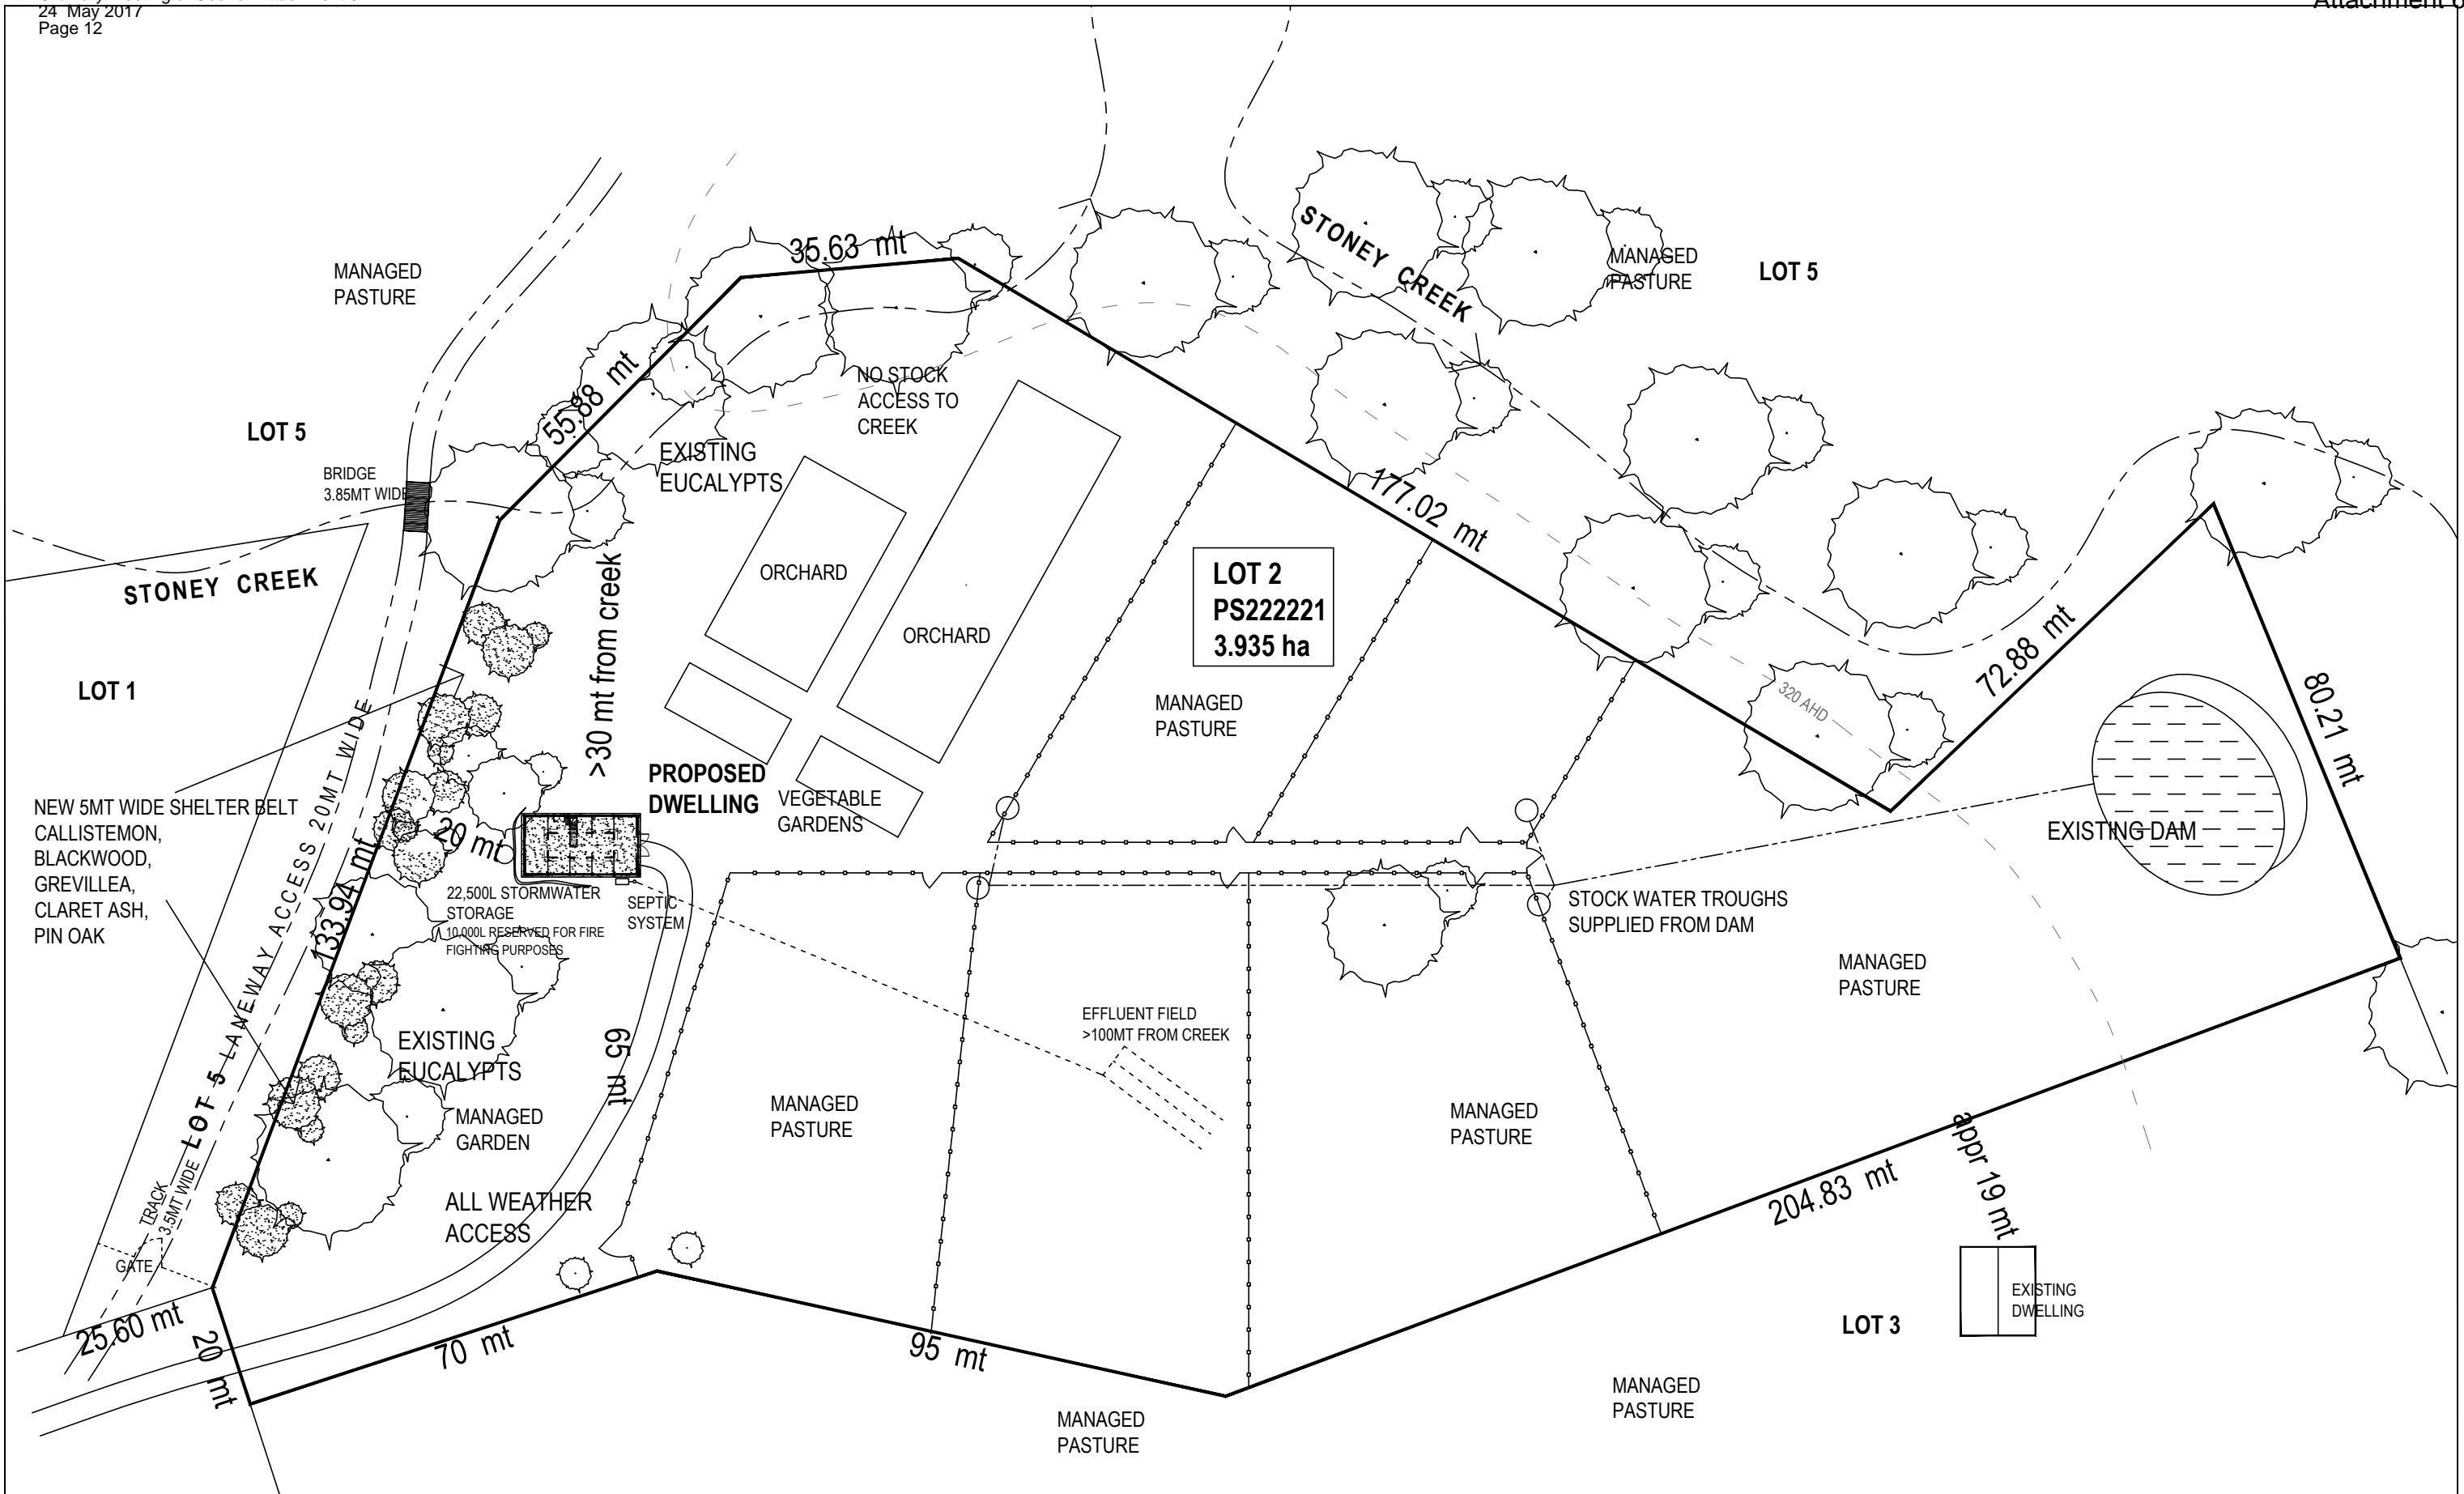 24 May 2017
Page 12
Attachment 6
35.63 mt
STONEY CREEK
MANAGED
PASTURE
LOT 5
MANAGED
PASTURE
LOT 5
55.88 mt
NO STOCK
ACCESS TO
CREEK
EXISTING
EUCALYPTS
BRIDGE
3.85MT WIDE
177.02 mt
STONEY CREEK
>30 mt from creek
ORCHARD
ORCHARD
LOT 2
PS222221
3.935 ha
MANAGED
PASTURE
LOT 1
72.88 mt
80.21 mt
320 AHD
PROPOSED
DWELLING
VEGETABLE
GARDENS
NEW 5MT WIDE SHELTER BELT
CALLISTEMON,
BLACKWOOD,
GREVILLEA,
CLARET ASH,
PIN OAK
20 mt
EXISTING DAM
133.94 mt
22,500L STORMWATER
STORAGE
10,000L RESERVED FOR FIRE
FIGHTING PURPOSES
SEPTIC
SYSTEM
STOCK WATER TROUGHS
SUPPLIED FROM DAM
MANAGED
PASTURE
LOT 5 LANEWAY ACCESS 20MT WIDE
EXISTING
EUCALYPTS
65 mt
EFFLUENT FIELD
>100MT FROM CREEK
MANAGED
GARDEN
MANAGED
PASTURE
MANAGED
PASTURE
appr 19 mt
204.83 mt
TRACK
3.5MT WIDE
ALL WEATHER
ACCESS
GATE
25.60 mt
20 mt
70 mt
95 mt
EXISTING
DWELLING
LOT 3
MANAGED
PASTURE
MANAGED
PASTURE